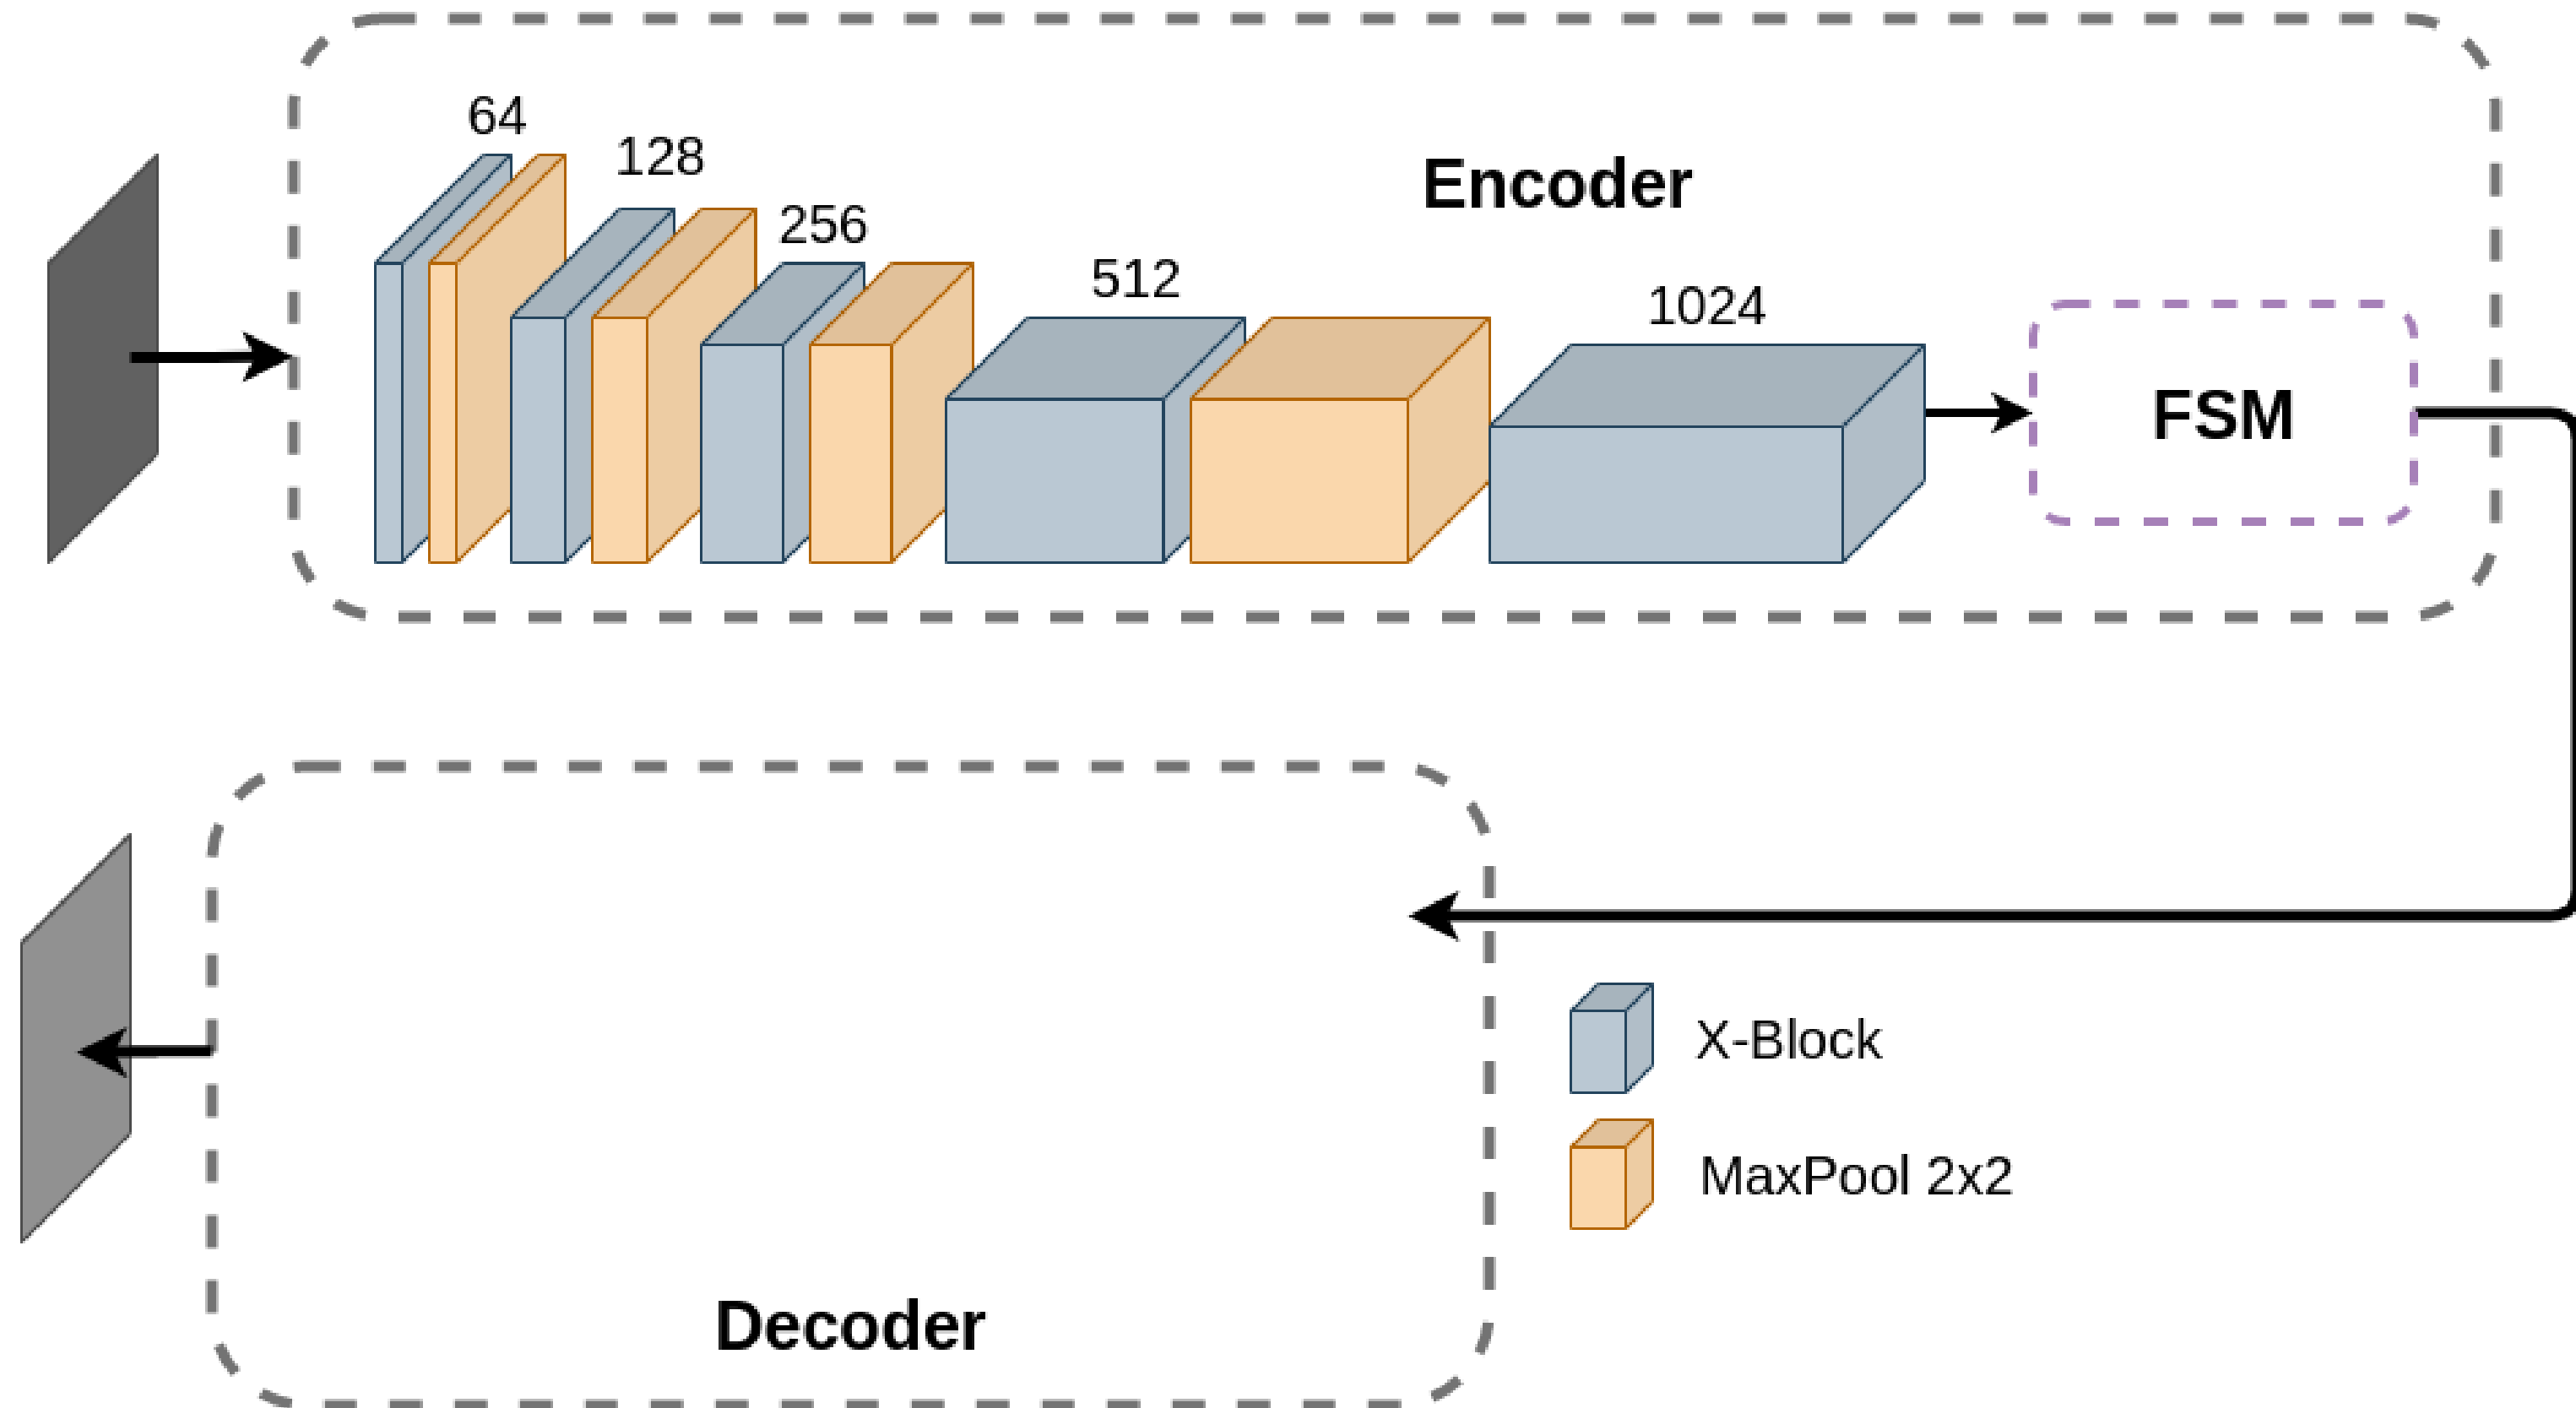 64
128
256
512
1024
Encoder
FSM
X-Block
MaxPool 2x2
Decoder